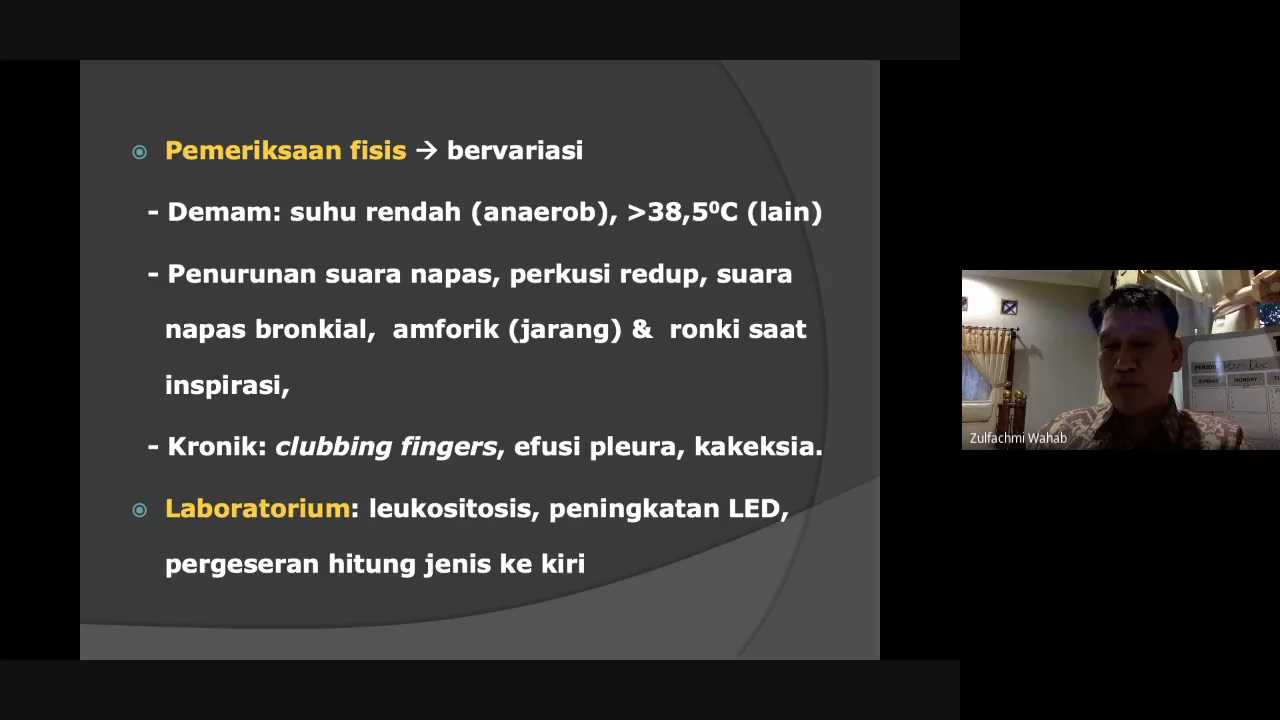 Pemeriksaan fisis → bervariasi
- Demam: suhu rendah (anaerob), >38,5⁰C (lain)
- Penurunan suara napas, perkusi redup, suara
napas bronkial, amforik (jarang) & ronki saat
inspirasi,
- Kronik: clubbing fingers, efusi pleura, kakeksia.
Laboratorium: leukositosis, peningkatan LED,
pergeseran hitung jenis ke kiri
Zulfachmi Wahab
SUNDAY MONDAY